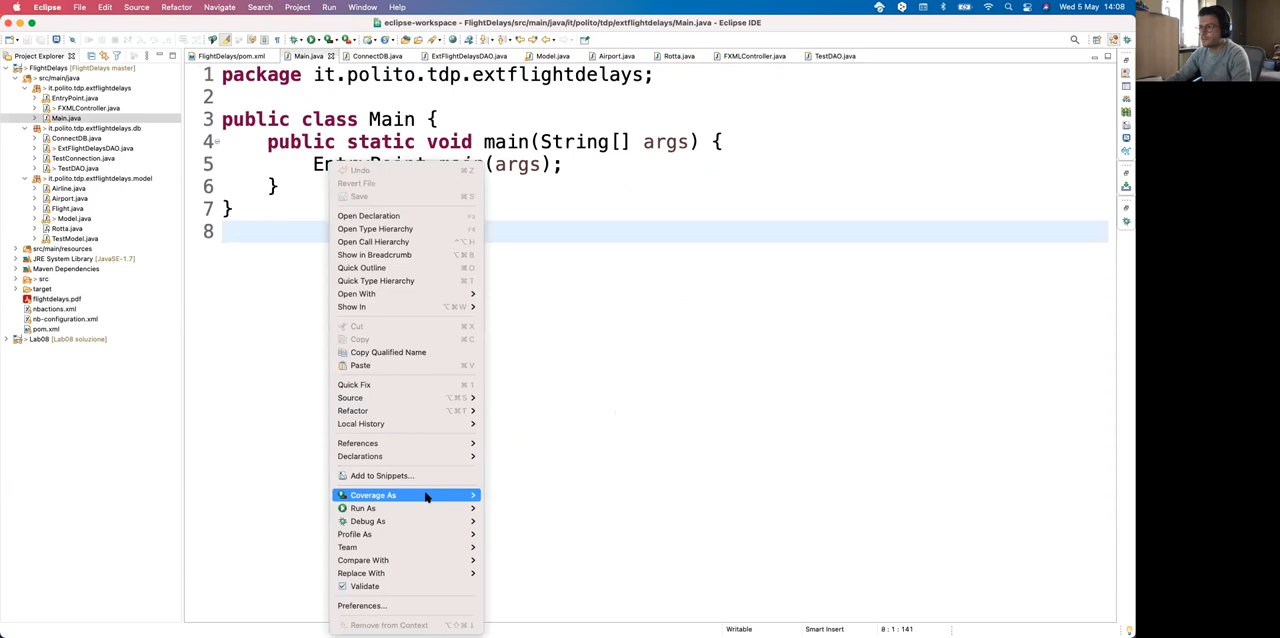 Eclipse File Edit Source Refactor Navigate Search Project Run Window Help Wed 5 May 14:08
eclipse-workspace - FlightDelays/src/main/java/it/polito/tdp/extflightdelays/Main.java - Eclipse IDE
Project Explorer
FlightDelays/pom.xml Main.java ConnectDB.java ExtFlightDelaysDAO.java Model.java Airport.java Rotta.java FXMLController.java TestDAO.java
FlightDelays [FlightDelays master]
src/main/java
it.polito.tdp.extflightdelays
EntryPoint.java
> FXMLController.java
Main.java
it.polito.tdp.extflightdelays.db
ConnectDB.java
> ExtFlightDelaysDAO.java
TestConnection.java
> TestDAO.java
it.polito.tdp.extflightdelays.model
Airline.java
Airport.java
Flight.java
> Model.java
Rotta.java
TestModel.java
src/main/resources
JRE System Library [JavaSE-1.7]
Maven Dependencies
> src
target
flightdelays.pdf
nbactions.xml
nb-configuration.xml
pom.xml
> Lab08 [Lab08 soluzione]
1 package it.polito.tdp.extflightdelays;
2
3 public class Main {
4 public static void main(String[] args) {
5 EntryPoint.main(args);
6 }
7 }
8
Undo ⌘Z
Revert File
Save ⌘S
Open Declaration F3
Open Type Hierarchy F4
Open Call Hierarchy ^⌥H
Show in Breadcrumb ⌥⌘B
Quick Outline ⌘O
Quick Type Hierarchy ⌘T
Open With
Show In ⌥⌘W
Cut ⌘X
Copy ⌘C
Copy Qualified Name
Paste ⌘V
Quick Fix ⌘1
Source ⌥⌘S
Refactor ⌥⌘T
Local History
References
Declarations
Add to Snippets...
Coverage As
Run As
Debug As
Profile As
Team
Compare With
Replace With
Validate
Preferences...
Remove from Context ⌥⇧⌘↓
Writable Smart Insert 8 : 1 : 141